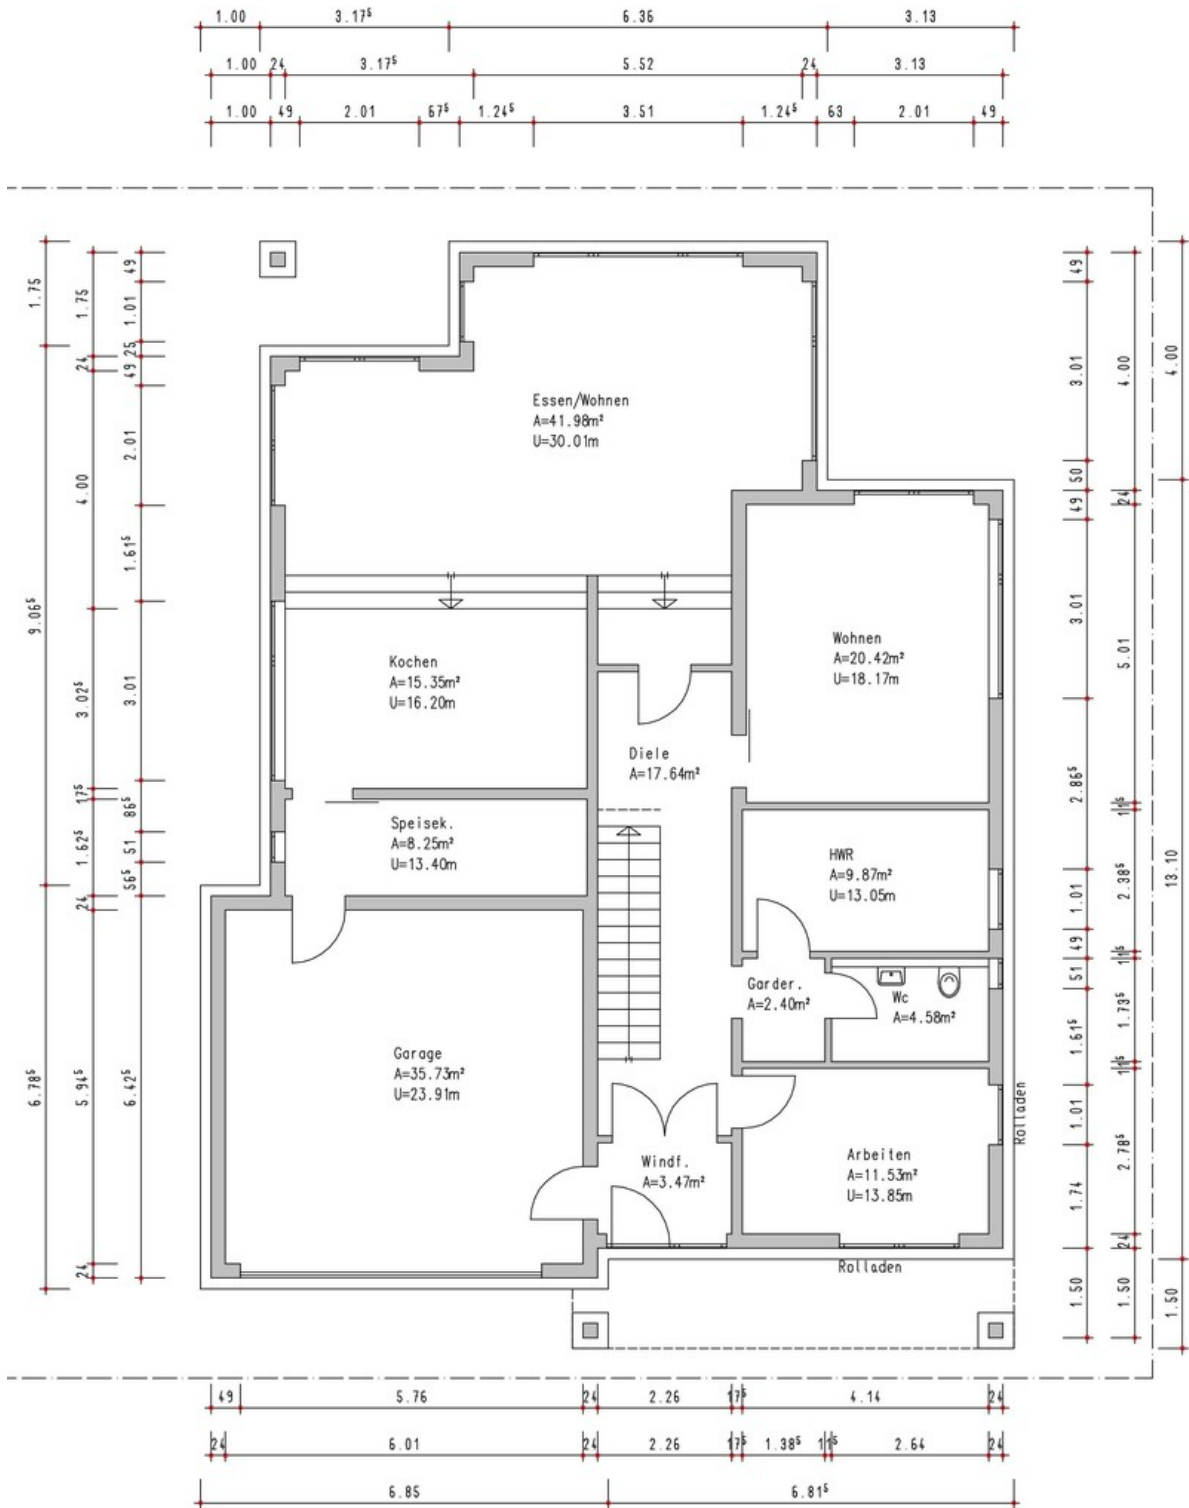 1.00 3.17⁵ 6.36 3.13
1.00 24 3.17⁵ 5.52 24 3.13
1.00 49 2.01 67⁵ 1.24⁵ 3.51 1.24⁵ 63 2.01 49
1.75 9.06⁵ 6.78⁵
1.75 24 4.00 3.02⁵ 17⁵ 1.62⁵ 24 5.94⁵ 24
49 1.01 25 49 2.01 1.61⁵ 3.01 86⁵ 51 56⁵ 6.42⁵
Essen/Wohnen
A=41.98m²
U=30.01m
Wohnen
A=20.42m²
U=18.17m
Kochen
A=15.35m²
U=16.20m
Diele
A=17.64m²
Speisek.
A=8.25m²
U=13.40m
HWR
A=9.87m²
U=13.05m
Garder.
A=2.40m²
Wc
A=4.58m²
Garage
A=35.73m²
U=23.91m
Windf.
A=3.47m²
Arbeiten
A=11.53m²
U=13.85m
Rolladen
Rolladen
49 3.01 50 49 3.01 2.86⁵ 1.01 49 51 1.61⁵ 1.01 1.74 1.50
4.00 24 5.01 11⁵ 2.38⁵ 11⁵ 1.73⁵ 11⁵ 2.78⁵ 24 1.50
4.00 13.10 1.50
49 5.76 24 2.26 17⁵ 4.14 24
24 6.01 24 2.26 17⁵ 1.38⁵ 11⁵ 2.64 24
6.85 6.81⁵